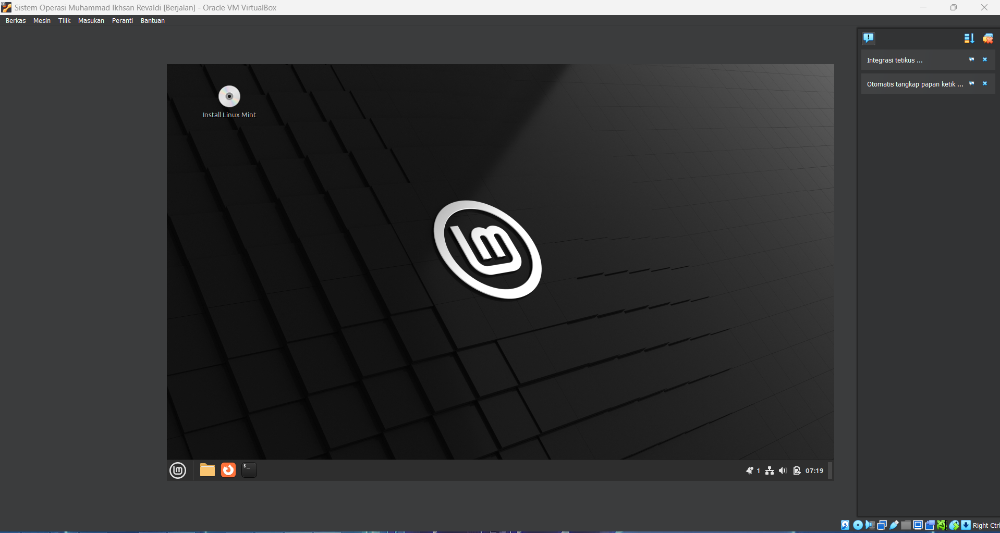 Sistem Operasi Muhammad Ikhsan Revaldi [Berjalan] - Oracle VM VirtualBox
Berkas Mesin Tilik Masukan Peranti Bantuan
Integrasi tetikus ...
Otomatis tangkap papan ketik ...
Install Linux Mint
$_
1 07:19
Right Ctrl